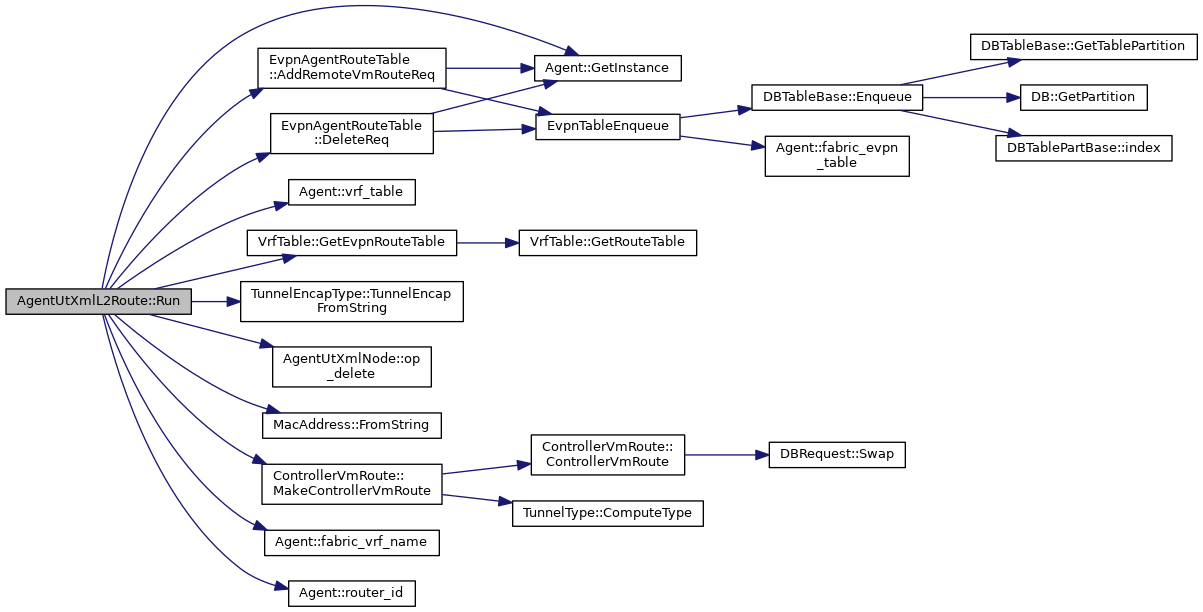 AgentUtXmlL2Route::Run
EvpnAgentRouteTable
::AddRemoteVmRouteReq
Agent::GetInstance
EvpnTableEnqueue
DBTableBase::Enqueue
DBTableBase::GetTablePartition
DB::GetPartition
DBTablePartBase::index
Agent::fabric_evpn
_table
EvpnAgentRouteTable
::DeleteReq
Agent::vrf_table
VrfTable::GetEvpnRouteTable
VrfTable::GetRouteTable
TunnelEncapType::TunnelEncap
FromString
AgentUtXmlNode::op
_delete
MacAddress::FromString
ControllerVmRoute::
MakeControllerVmRoute
ControllerVmRoute::
ControllerVmRoute
DBRequest::Swap
TunnelType::ComputeType
Agent::fabric_vrf_name
Agent::router_id